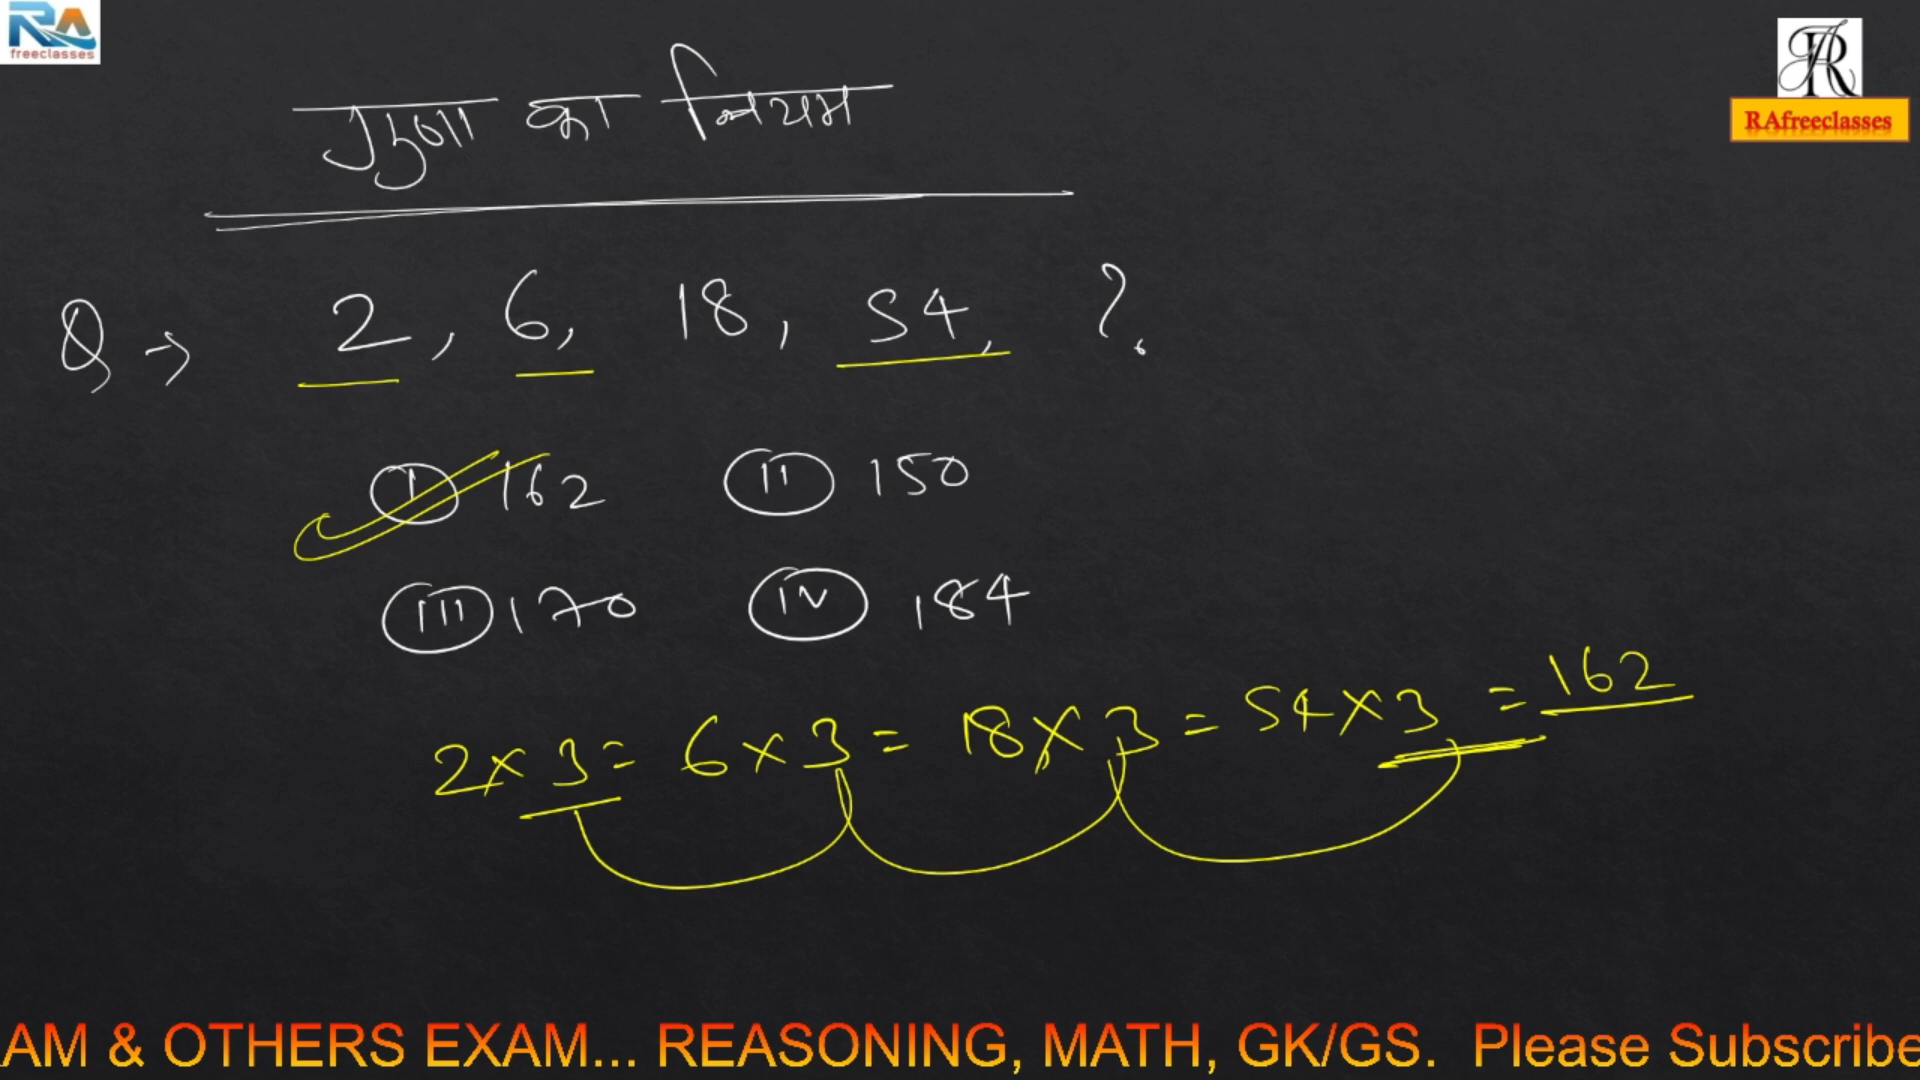 RA
freeclasses
RAfreeclasses
गुणा का नियम
Q → 2, 6, 18, 54, ?
I 162 II 150
III 170 IV 184
2 × 3 = 6 × 3 = 18 × 3 = 54 × 3 = 162
AM & OTHERS EXAM... REASONING, MATH, GK/GS. Please Subscribe